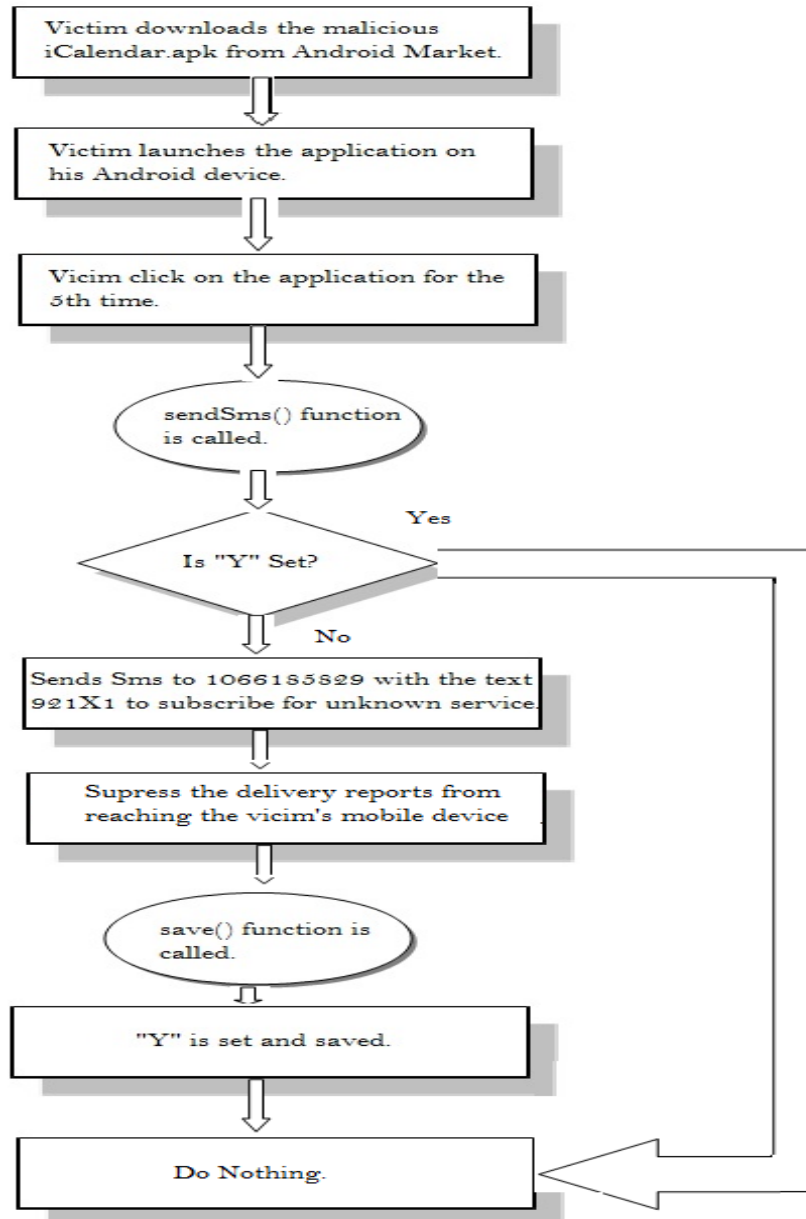 Victim downloads the malicious
iCalendar.apk from Android Market.
Victim launches the application on
his Android device.
Vicim click on the application for the
5th time.
sendSms() function
is called.
Yes
Is "Y" Set?
No
Sends Sms to 1066185829 with the text
921X1 to subscribe for unknown service.
Supress the delivery reports from
reaching the vicim's mobile device
save() function is
called.
"Y" is set and saved.
Do Nothing.